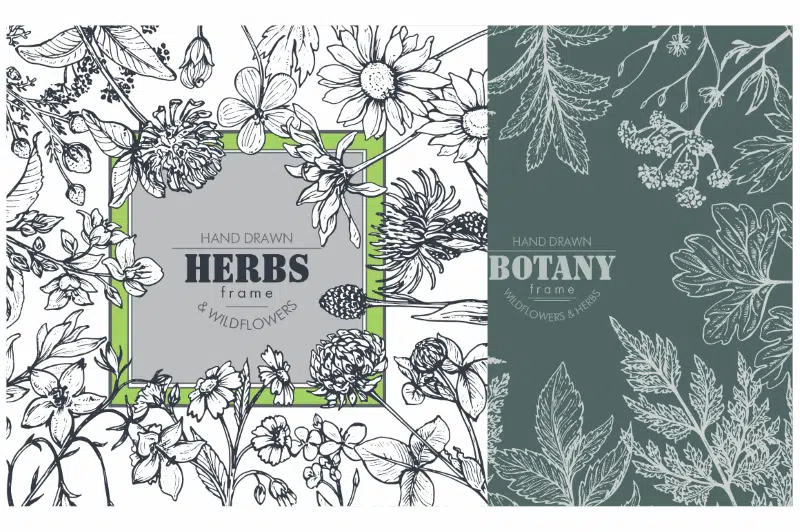 HAND DRAWN
HERBS
frame
& WILDFLOWERS
HAND DRAWN
BOTANY
frame
WILDFLOWERS & HERBS